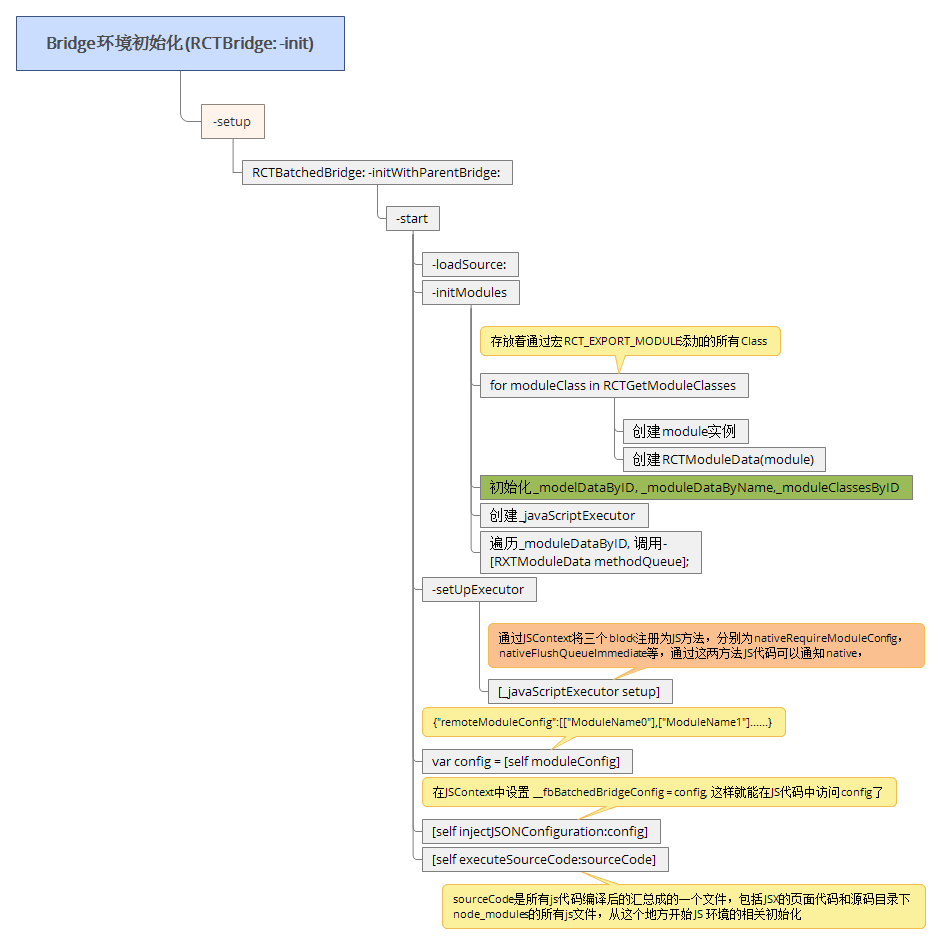 Bridge环境初始化(RCTBridge: -init)
-setup
RCTBatchedBridge: -initWithParentBridge:
-start
-loadSource:
-initModules
存放着通过宏RCT_EXPORT_MODULE添加的所有Class
for moduleClass in RCTGetModuleClasses
创建module实例
创建RCTModuleData(module)
初始化_modelDataByID, _moduleDataByName,_moduleClassesByID
创建_javaScriptExecutor
遍历_moduleDataByID, 调用-
[RXTModuleData methodQueue];
-setUpExecutor
通过JSContext将三个block注册为JS方法，分别为nativeRequireModuleConfig，
nativeFlushQueueImmediate等，通过这两方法JS代码可以通知native，
[_javaScriptExecutor setup]
{"remoteModuleConfig":[["ModuleName0"],["ModuleName1"]......}
var config = [self moduleConfig]
在JSContext中设置 __fbBatchedBridgeConfig = config, 这样就能在JS代码中访问config了
[self injectJSONConfiguration:config]
[self executeSourceCode:sourceCode]
sourceCode是所有js代码编译后的汇总成的一个文件，包括JSX的页面代码和源码目录下
node_modules的所有js文件，从这个地方开始JS 环境的相关初始化